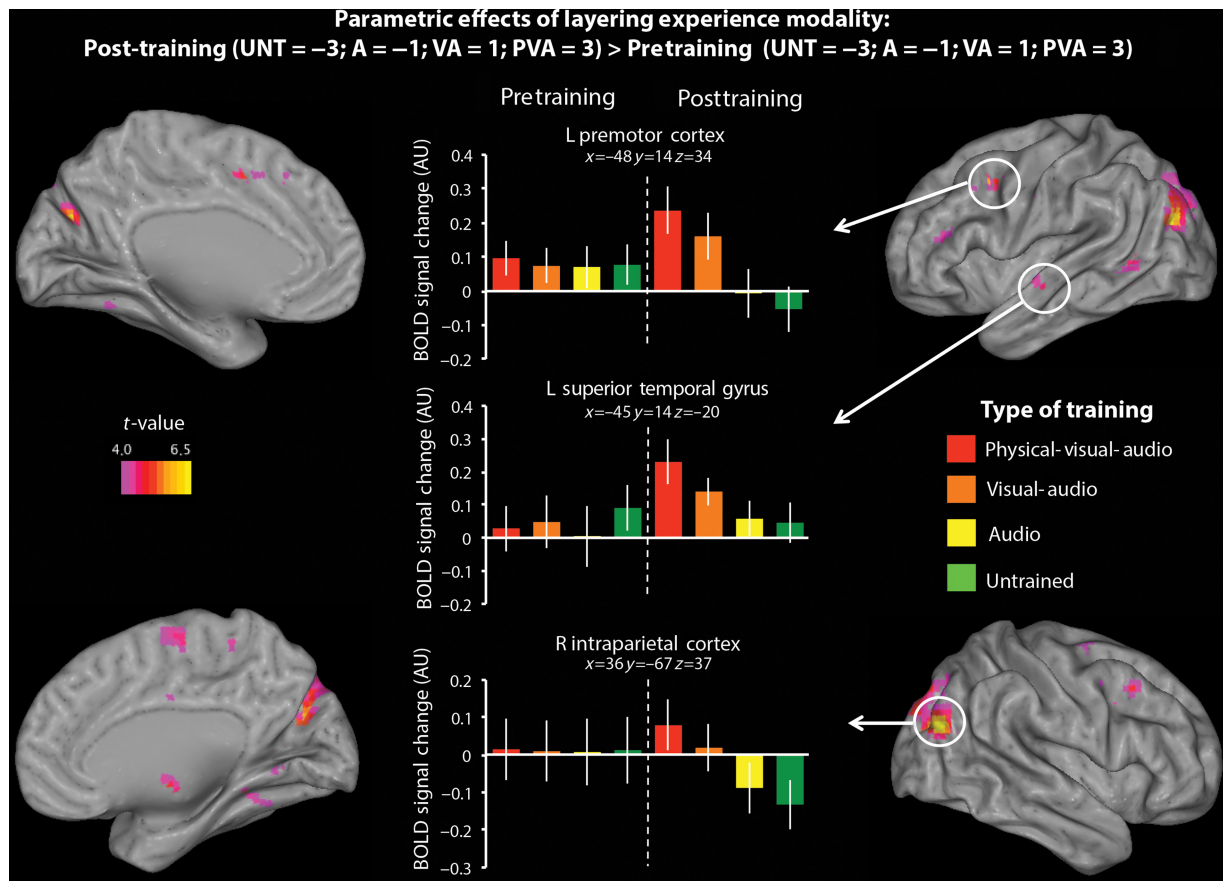 Parametric effects of layering experience modality:
Post-training (UNT = −3; A = −1; VA = 1; PVA = 3) > Pretraining (UNT = −3; A = −1; VA = 1; PVA = 3)
Pretraining Posttraining
L premotor cortex
x=–48 y=14 z=34
BOLD signal change (AU)
0.4
0.3
0.2
0.1
0
–0.1
–0.2
L superior temporal gyrus
x=–45 y=14 z=–20
BOLD signal change (AU)
0.4
0.3
0.2
0.1
0
–0.1
–0.2
t-value
4.0 6.5
Type of training
Physical-visual-audio
Visual-audio
Audio
Untrained
R intraparietal cortex
x=36 y=–67 z=37
BOLD signal change (AU)
0.2
0.1
0
–0.1
–0.2
–0.3